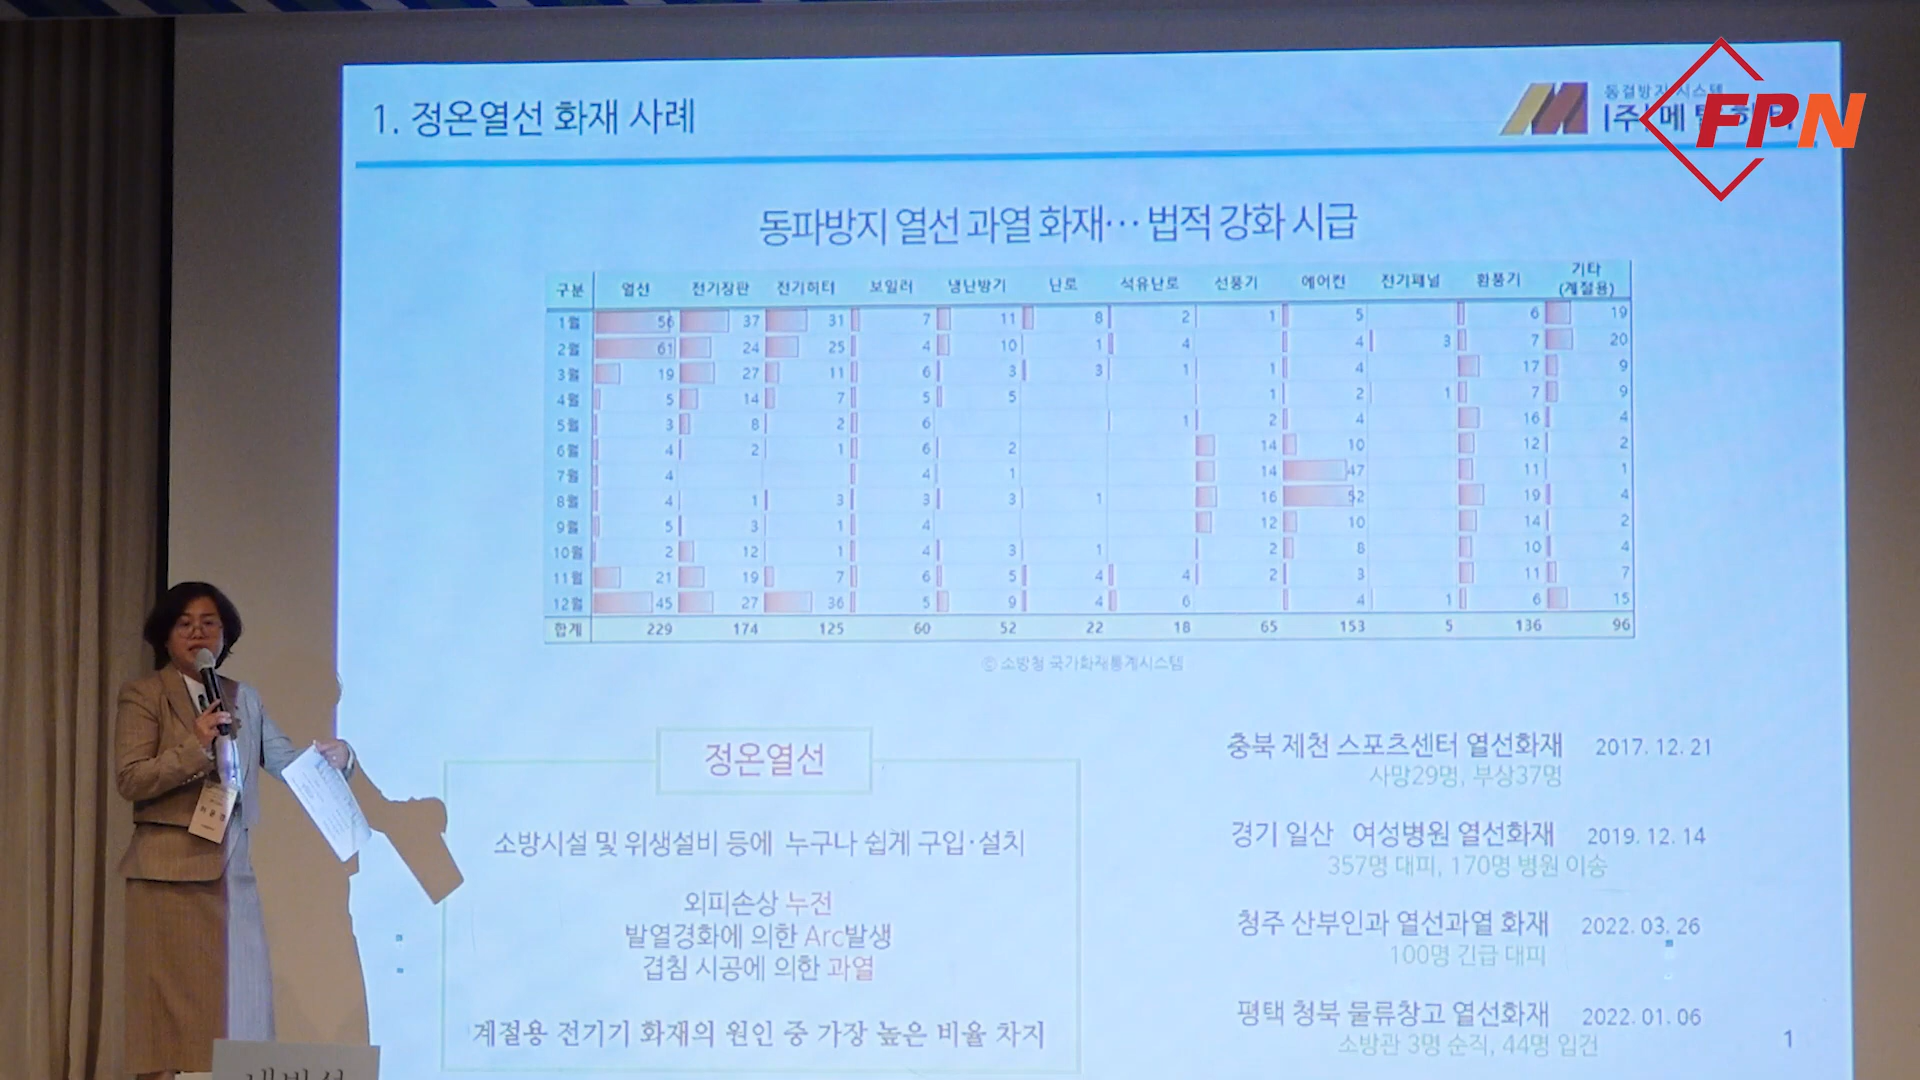 1. 정온열선 화재 사례
동결방지 시스템
(주)메
FPN
동파방지 열선 과열 화재… 법적 강화 시급
구분 열선 전기장판 전기히터 보일러 냉난방기 난로 석유난로 선풍기 에어컨 전기패널 환풍기 기타 (계절용)
1월 56 37 31 7 11 8 2 1 5 6 19
2월 61 24 25 4 10 1 4 4 3 7 20
3월 19 27 11 6 3 3 1 1 4 17 9
4월 5 14 7 5 5 1 2 1 7 9
5월 3 8 2 6 1 2 4 16 4
6월 4 2 1 6 2 14 10 12 2
7월 4 4 1 14 47 11 1
8월 4 1 3 3 3 1 16 52 19 4
9월 5 3 1 4 12 10 14 2
10월 2 12 1 4 3 1 2 8 10 4
11월 21 19 7 6 5 4 4 2 3 11 7
12월 45 27 36 5 9 4 6 4 1 6 15
합계 229 174 125 60 52 22 18 65 153 5 136 96
ⓒ 소방청 국가화재통계시스템
정온열선
소방시설 및 위생설비 등에 누구나 쉽게 구입·설치
외피손상 누전
발열경화에 의한 Arc발생
겹침 시공에 의한 과열
계절용 전기기 화재의 원인 중 가장 높은 비율 차지
충북 제천 스포츠센터 열선화재 2017. 12. 21
사망29명, 부상37명
경기 일산 여성병원 열선화재 2019. 12. 14
357명 대피, 170명 병원 이송
청주 산부인과 열선과열 화재 2022. 03. 26
100명 긴급 대피
평택 청북 물류창고 열선화재 2022. 01. 06
소방관 3명 순직, 44명 입건
1